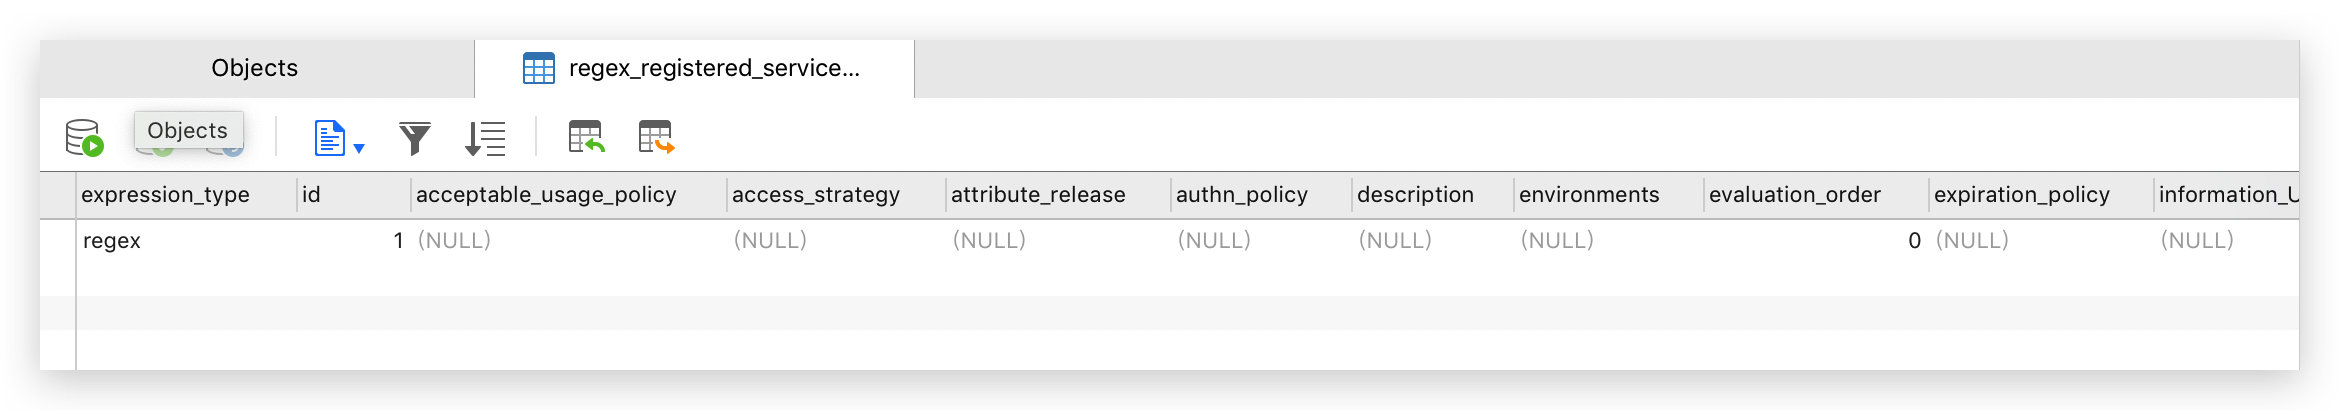 Objects
regex_registered_service...
Objects
expression_type id acceptable_usage_policy access_strategy attribute_release authn_policy description environments evaluation_order expiration_policy information_U
regex 1 (NULL) (NULL) (NULL) (NULL) (NULL) (NULL) 0 (NULL) (NULL)